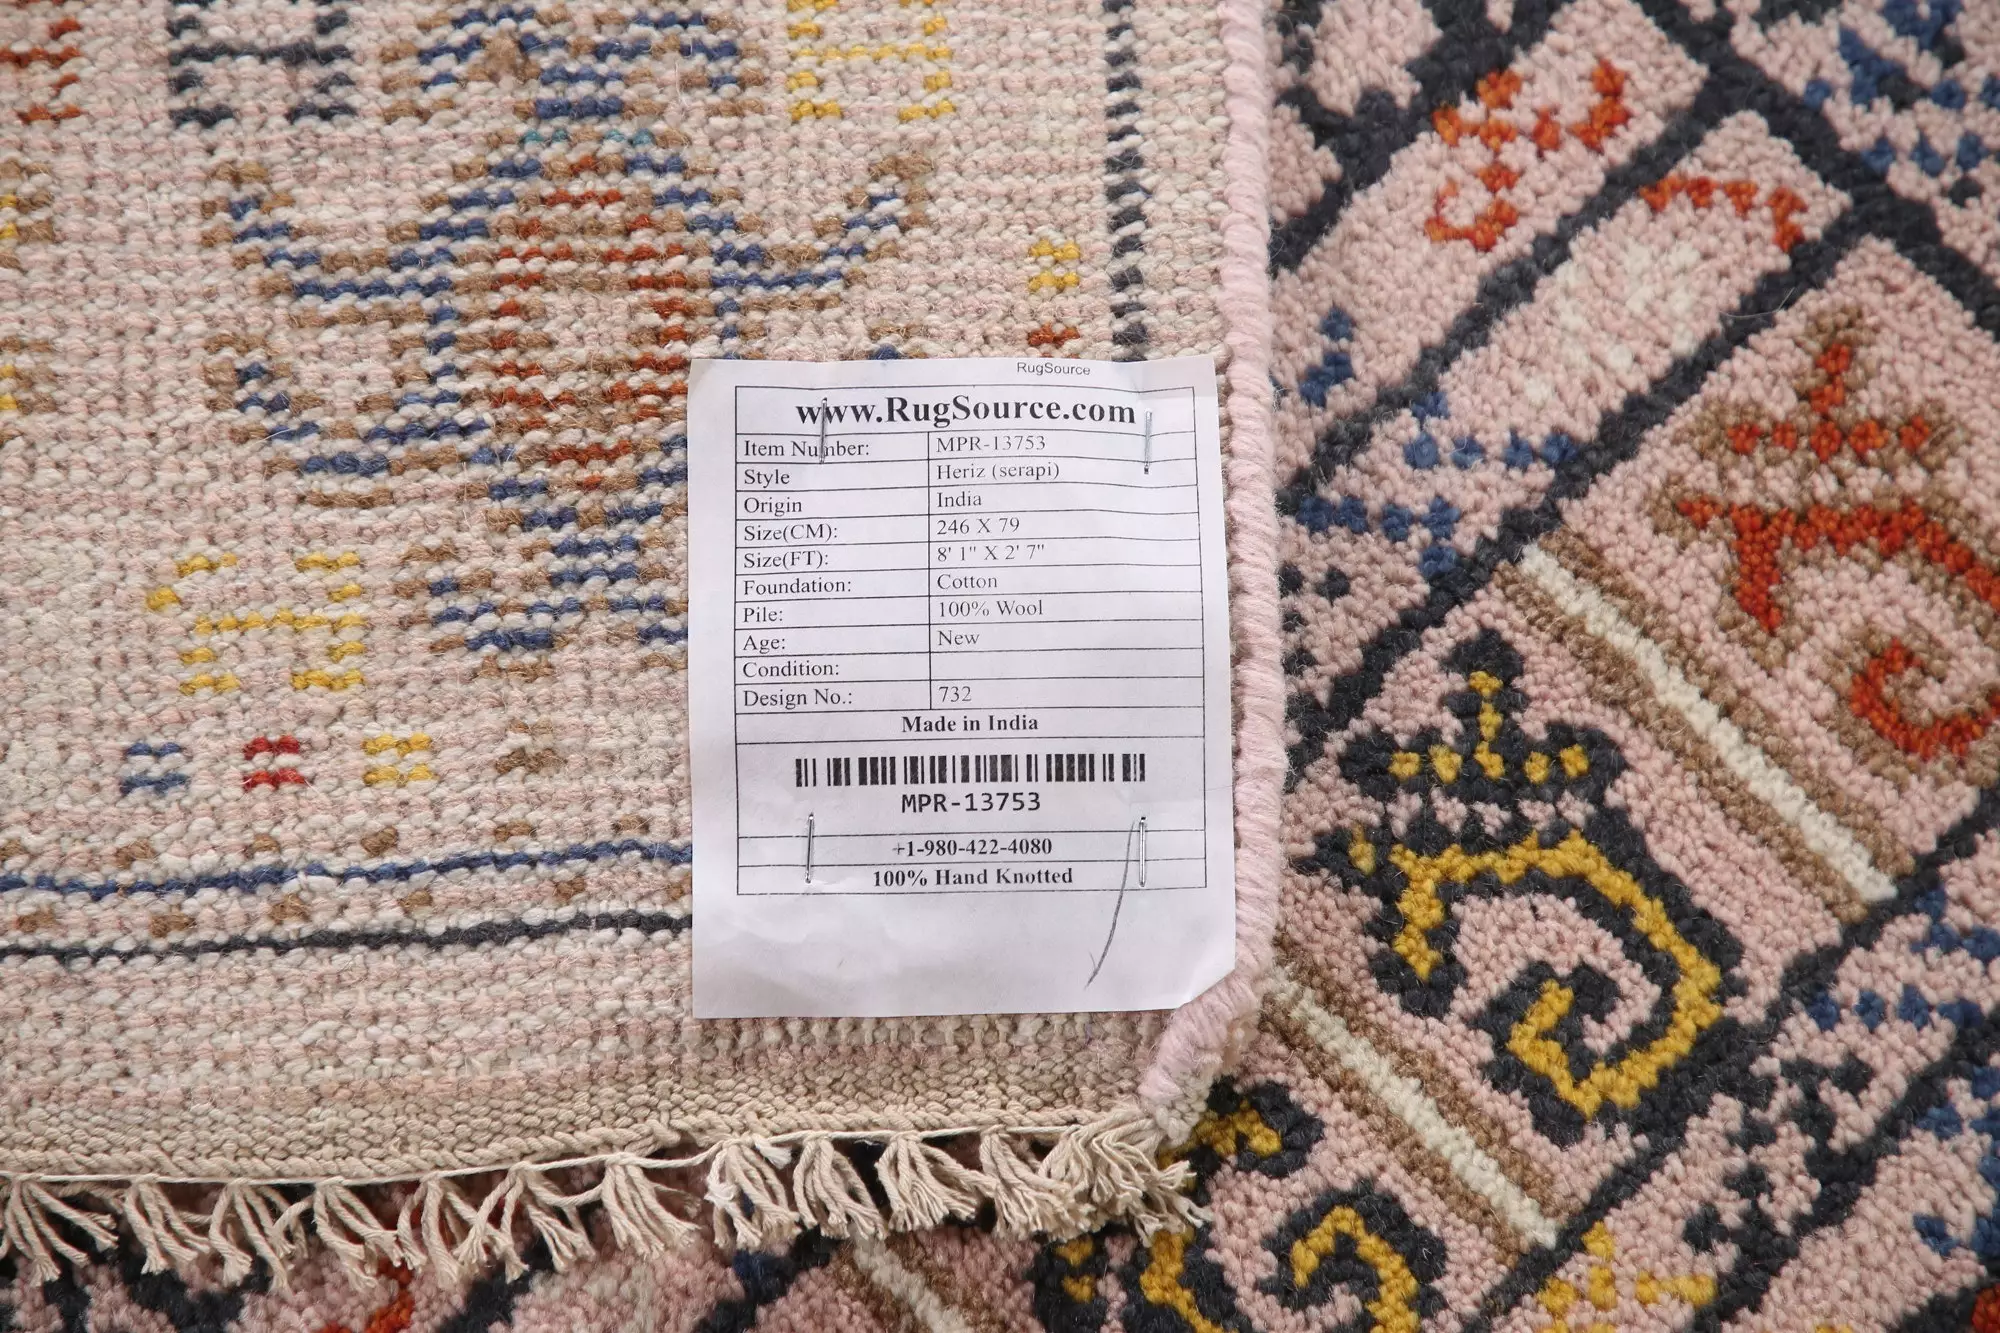 RugSource
www.RugSource.com
Item Number: MPR-13753
Style Heriz (serapi)
Origin India
Size(CM): 246 X 79
Size(FT): 8' 1" X 2' 7"
Foundation: Cotton
Pile: 100% Wool
Age: New
Condition:
Design No.: 732
Made in India
MPR-13753
+1-980-422-4080
100% Hand Knotted